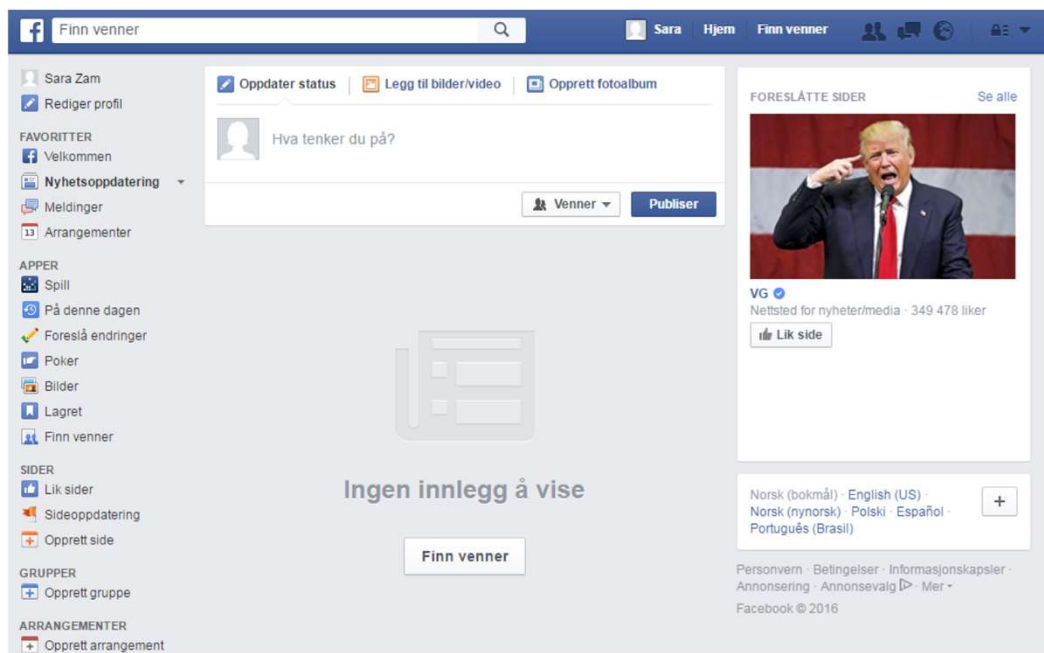 Finn venner
Sara Hjem Finn venner
Sara Zam
Rediger profil
FAVORITTER
Velkommen
Nyhetsoppdatering
Meldinger
13 Arrangementer
APPER
Spill
På denne dagen
Foreslå endringer
Poker
Bilder
Lagret
Finn venner
SIDER
Lik sider
Sideoppdatering
Opprett side
GRUPPER
Opprett gruppe
ARRANGEMENTER
Opprett arrangement
Oppdater status Legg til bilder/video Opprett fotoalbum
Hva tenker du på?
Venner Publiser
Ingen innlegg å vise
Finn venner
FORESLÅTTE SIDER Se alle
VG
Nettsted for nyheter/media · 349 478 liker
Lik side
Norsk (bokmål) · English (US) ·
Norsk (nynorsk) · Polski · Español ·
Português (Brasil)
Personvern · Betingelser · Informasjonskapsler ·
Annonsering · Annonsevalg · Mer
Facebook © 2016